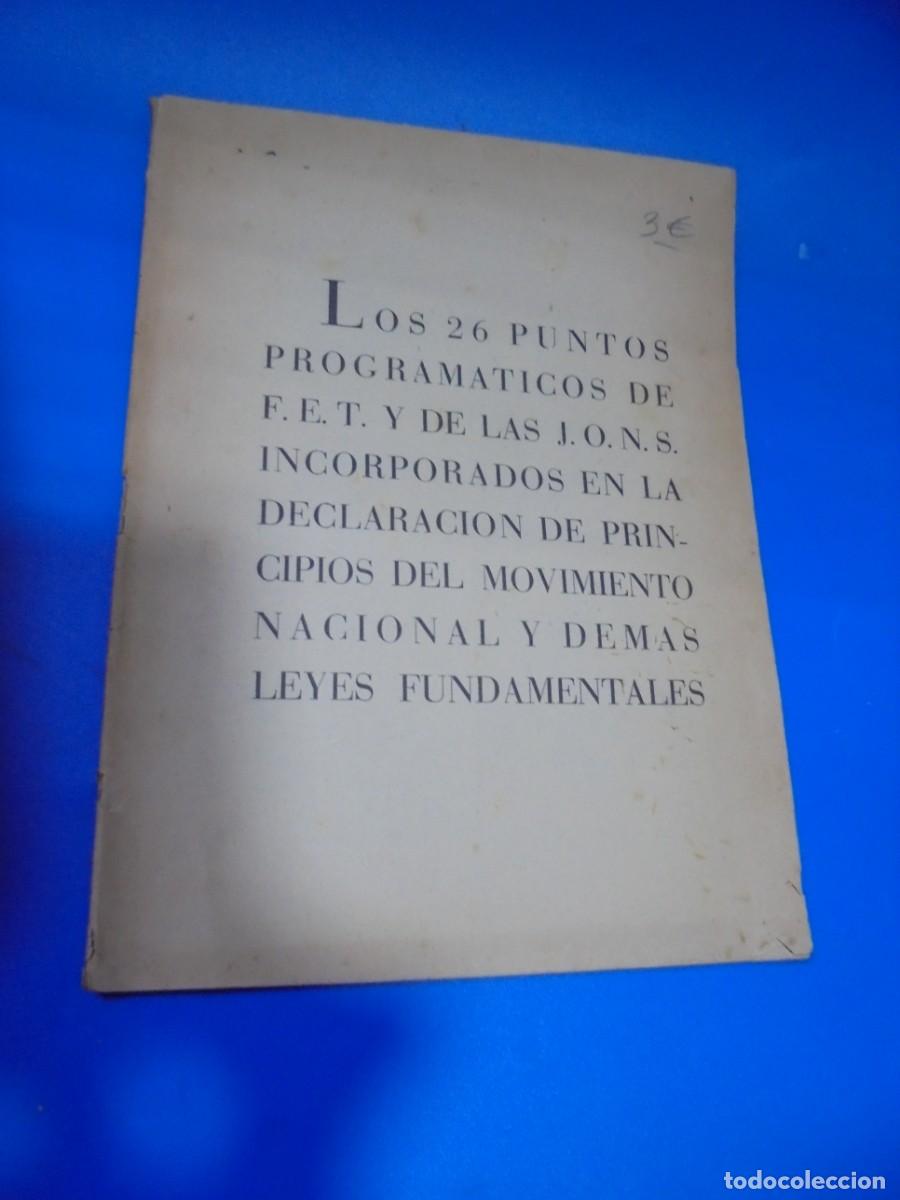 3 €
LOS 26 PUNTOS
PROGRAMATICOS DE
F. E. T. Y DE LAS J. O. N. S.
INCORPORADOS EN LA
DECLARACION DE PRIN-
CIPIOS DEL MOVIMIENTO
NACIONAL Y DEMAS
LEYES FUNDAMENTALES
todocoleccion